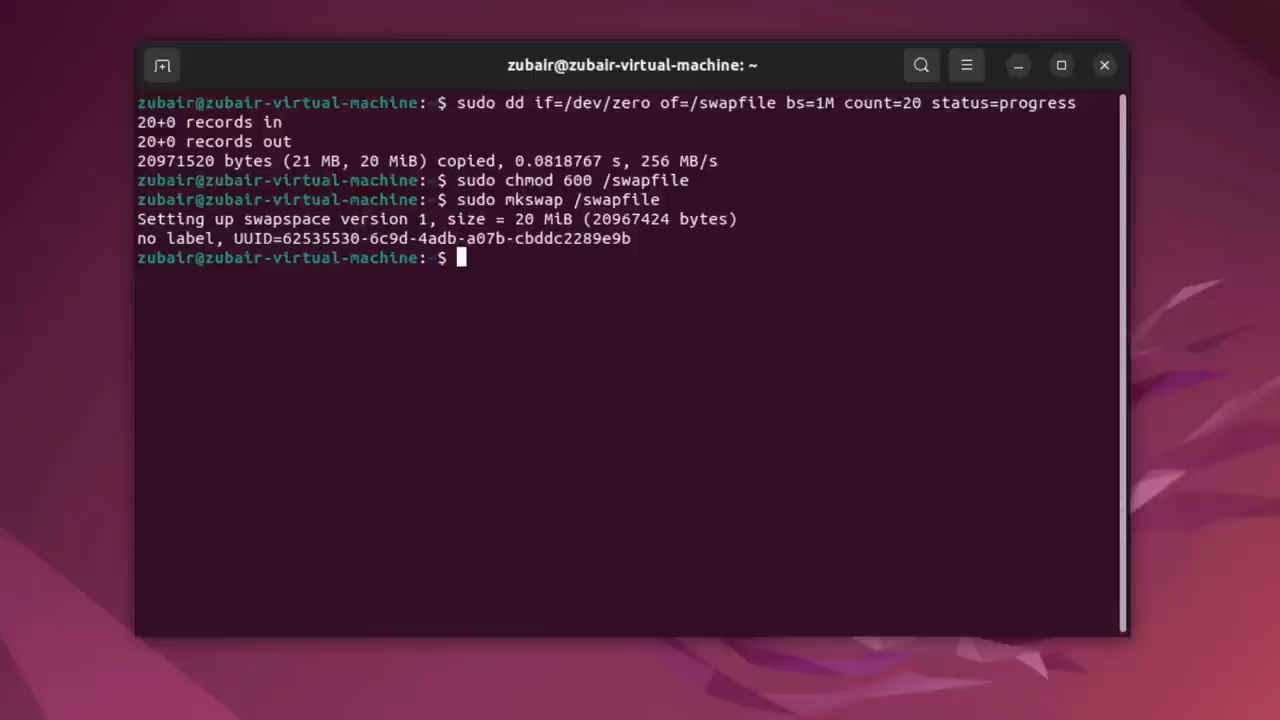 zubair@zubair-virtual-machine: ~
zubair@zubair-virtual-machine:~$ sudo dd if=/dev/zero of=/swapfile bs=1M count=20 status=progress
20+0 records in
20+0 records out
20971520 bytes (21 MB, 20 MiB) copied, 0.0818767 s, 256 MB/s
zubair@zubair-virtual-machine:~$ sudo chmod 600 /swapfile
zubair@zubair-virtual-machine:~$ sudo mkswap /swapfile
Setting up swapspace version 1, size = 20 MiB (20967424 bytes)
no label, UUID=62535530-6c9d-4adb-a07b-cbddc2289e9b
zubair@zubair-virtual-machine:~$